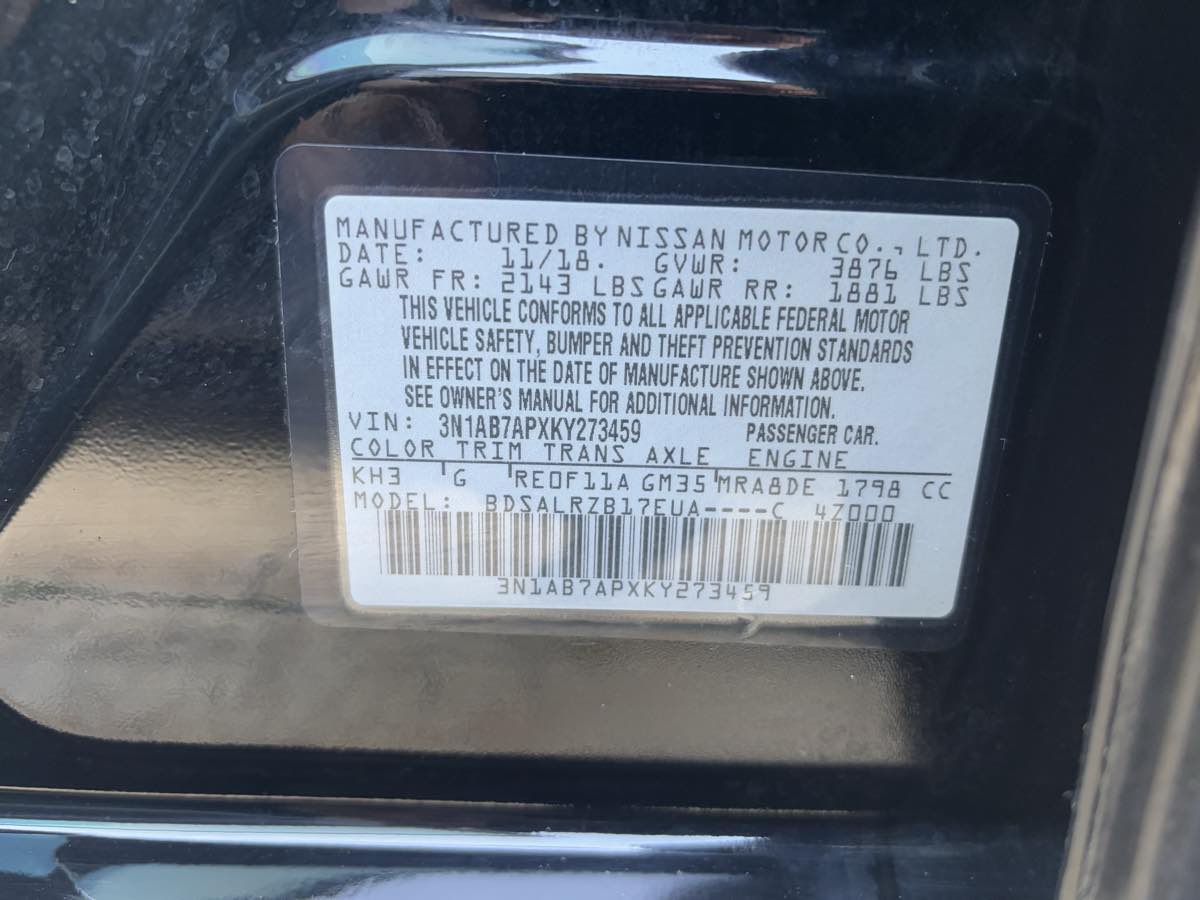 MANUFACTURED BY NISSAN MOTOR CO., LTD.
DATE: 11/18. GVWR: 3876 LBS
GAWR FR: 2143 LBS GAWR RR: 1881 LBS
THIS VEHICLE CONFORMS TO ALL APPLICABLE FEDERAL MOTOR
VEHICLE SAFETY, BUMPER AND THEFT PREVENTION STANDARDS
IN EFFECT ON THE DATE OF MANUFACTURE SHOWN ABOVE.
SEE OWNER'S MANUAL FOR ADDITIONAL INFORMATION.
VIN: 3N1AB7APXKY273459 PASSENGER CAR.
COLOR TRIM TRANS AXLE ENGINE
KH3 G RE0F11A GM35 MRA8DE 1798 CC
MODEL: BDSALRZB17EUA----C 4Z000
3N1AB7APXKY273459